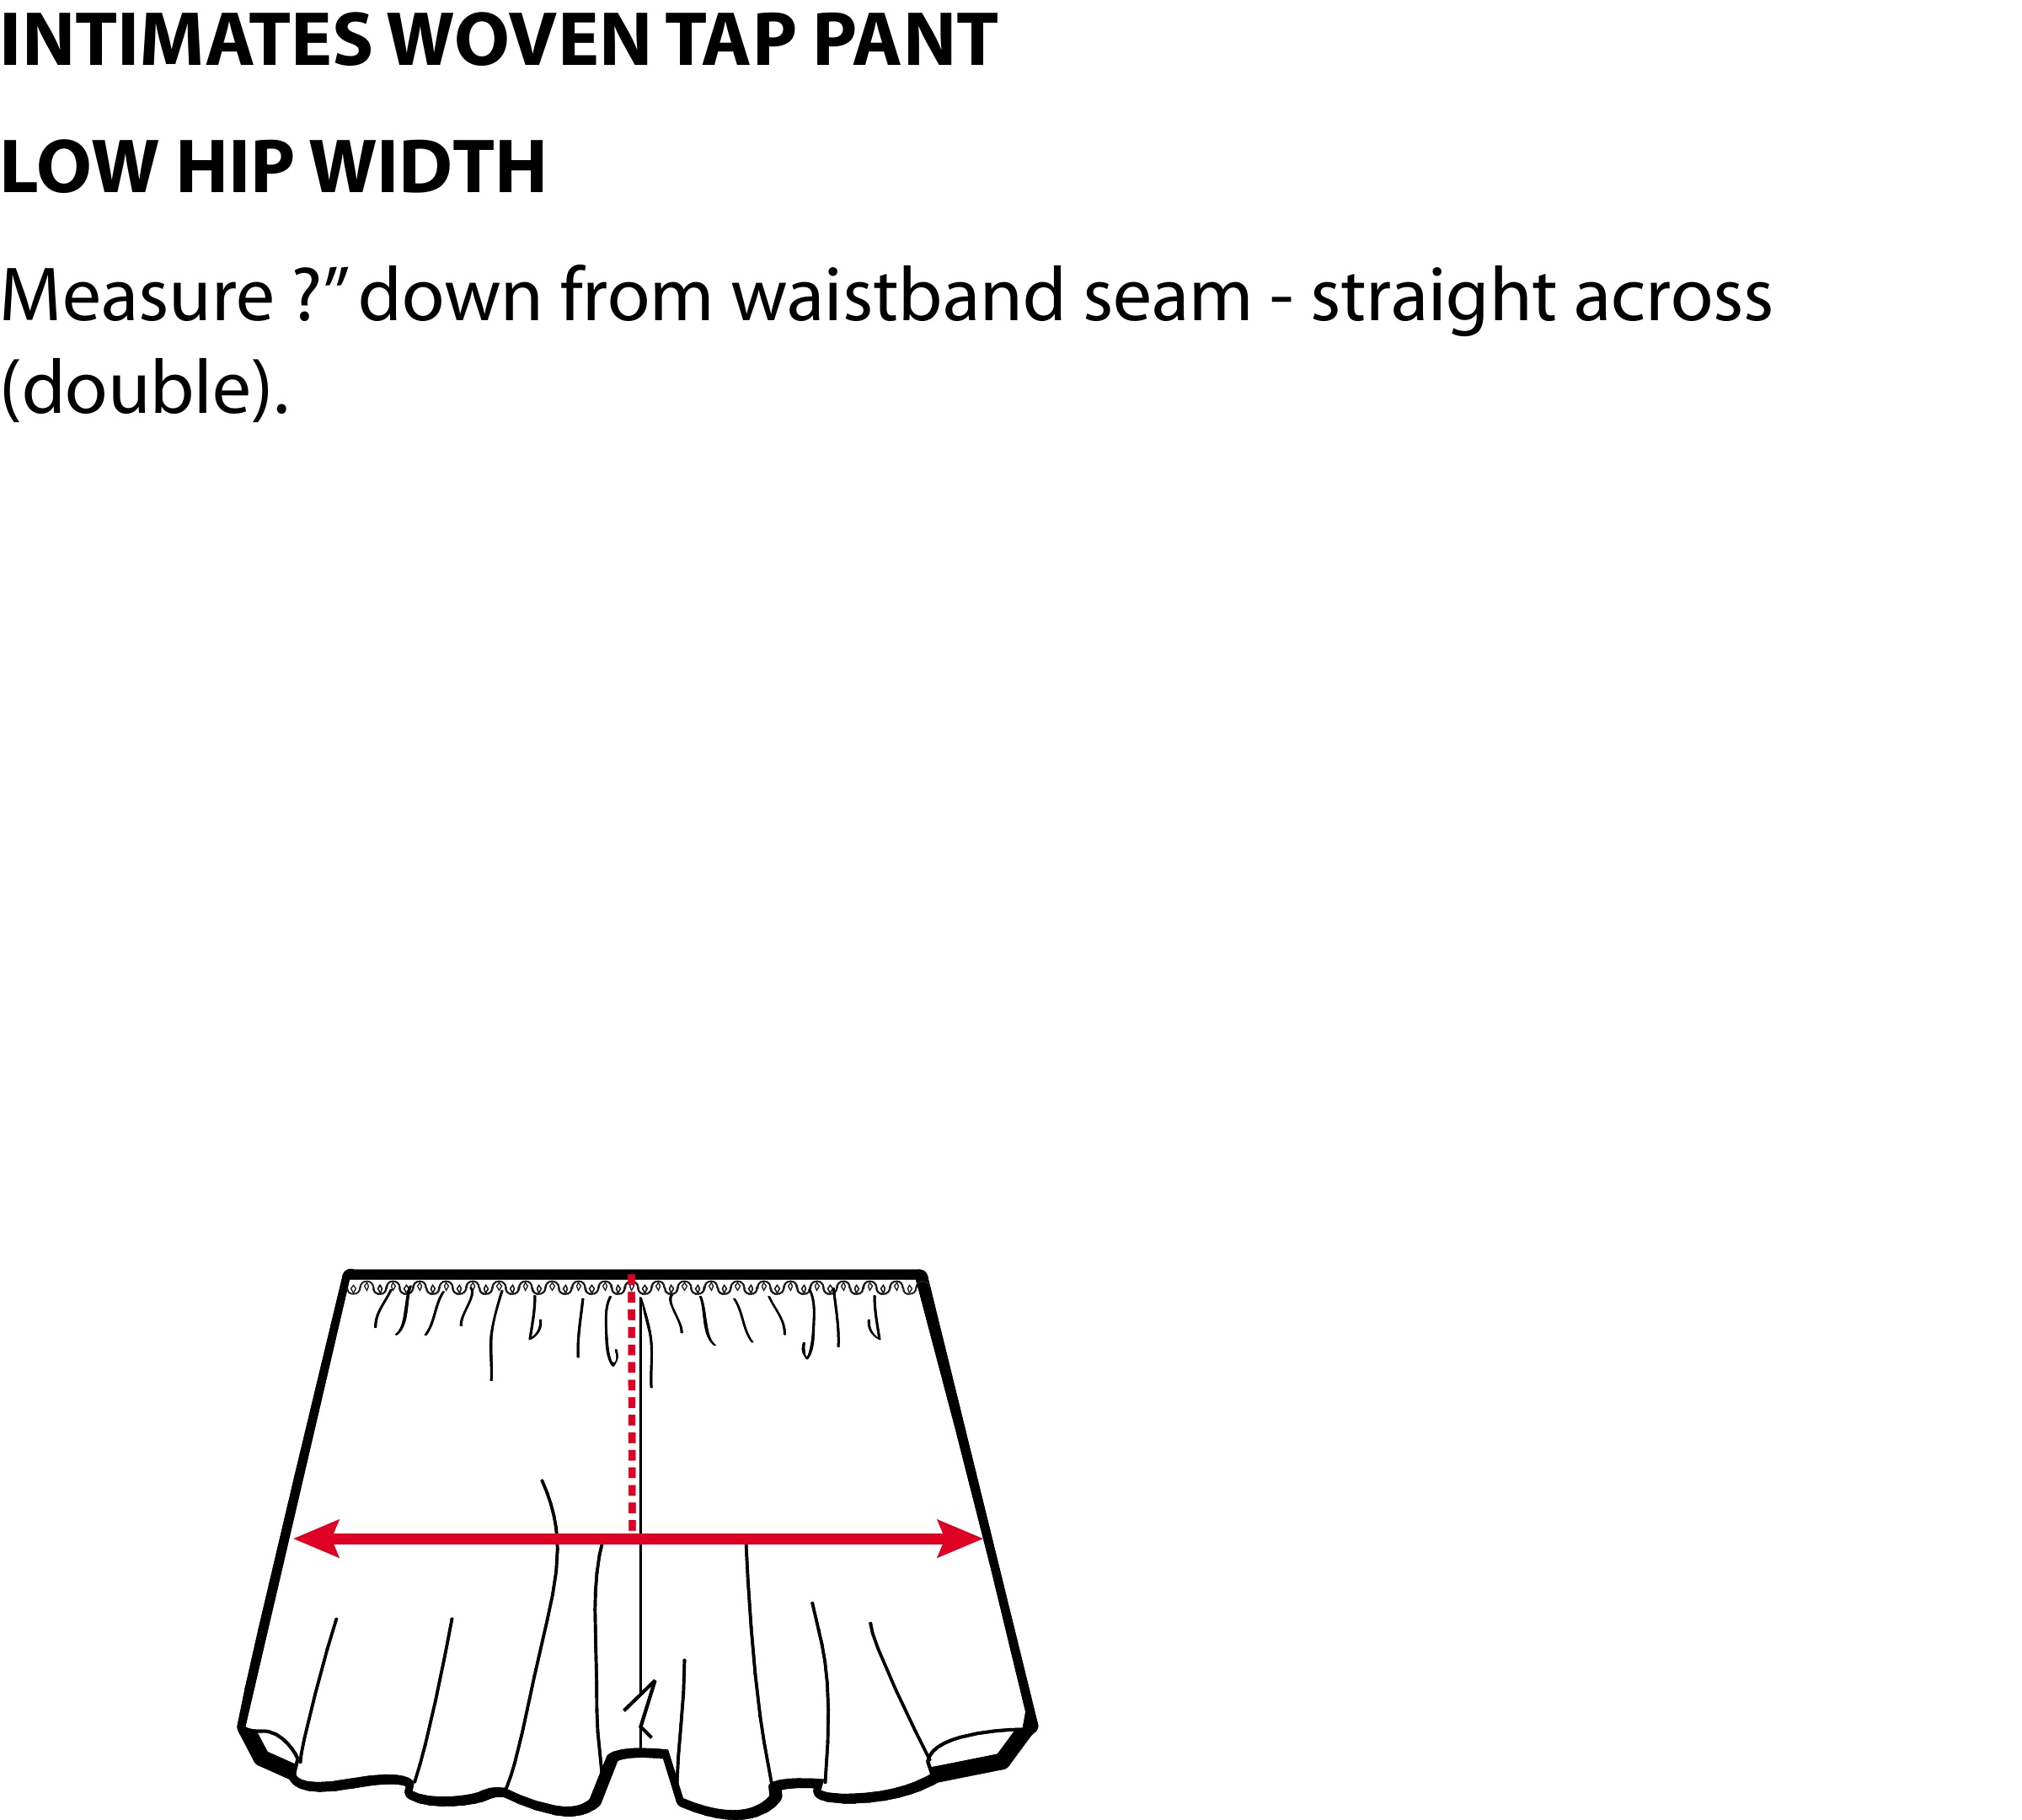 INTIMATES WOVEN TAP PANT
LOW HIP WIDTH
Measure ?” down from waistband seam - straight across
(double).